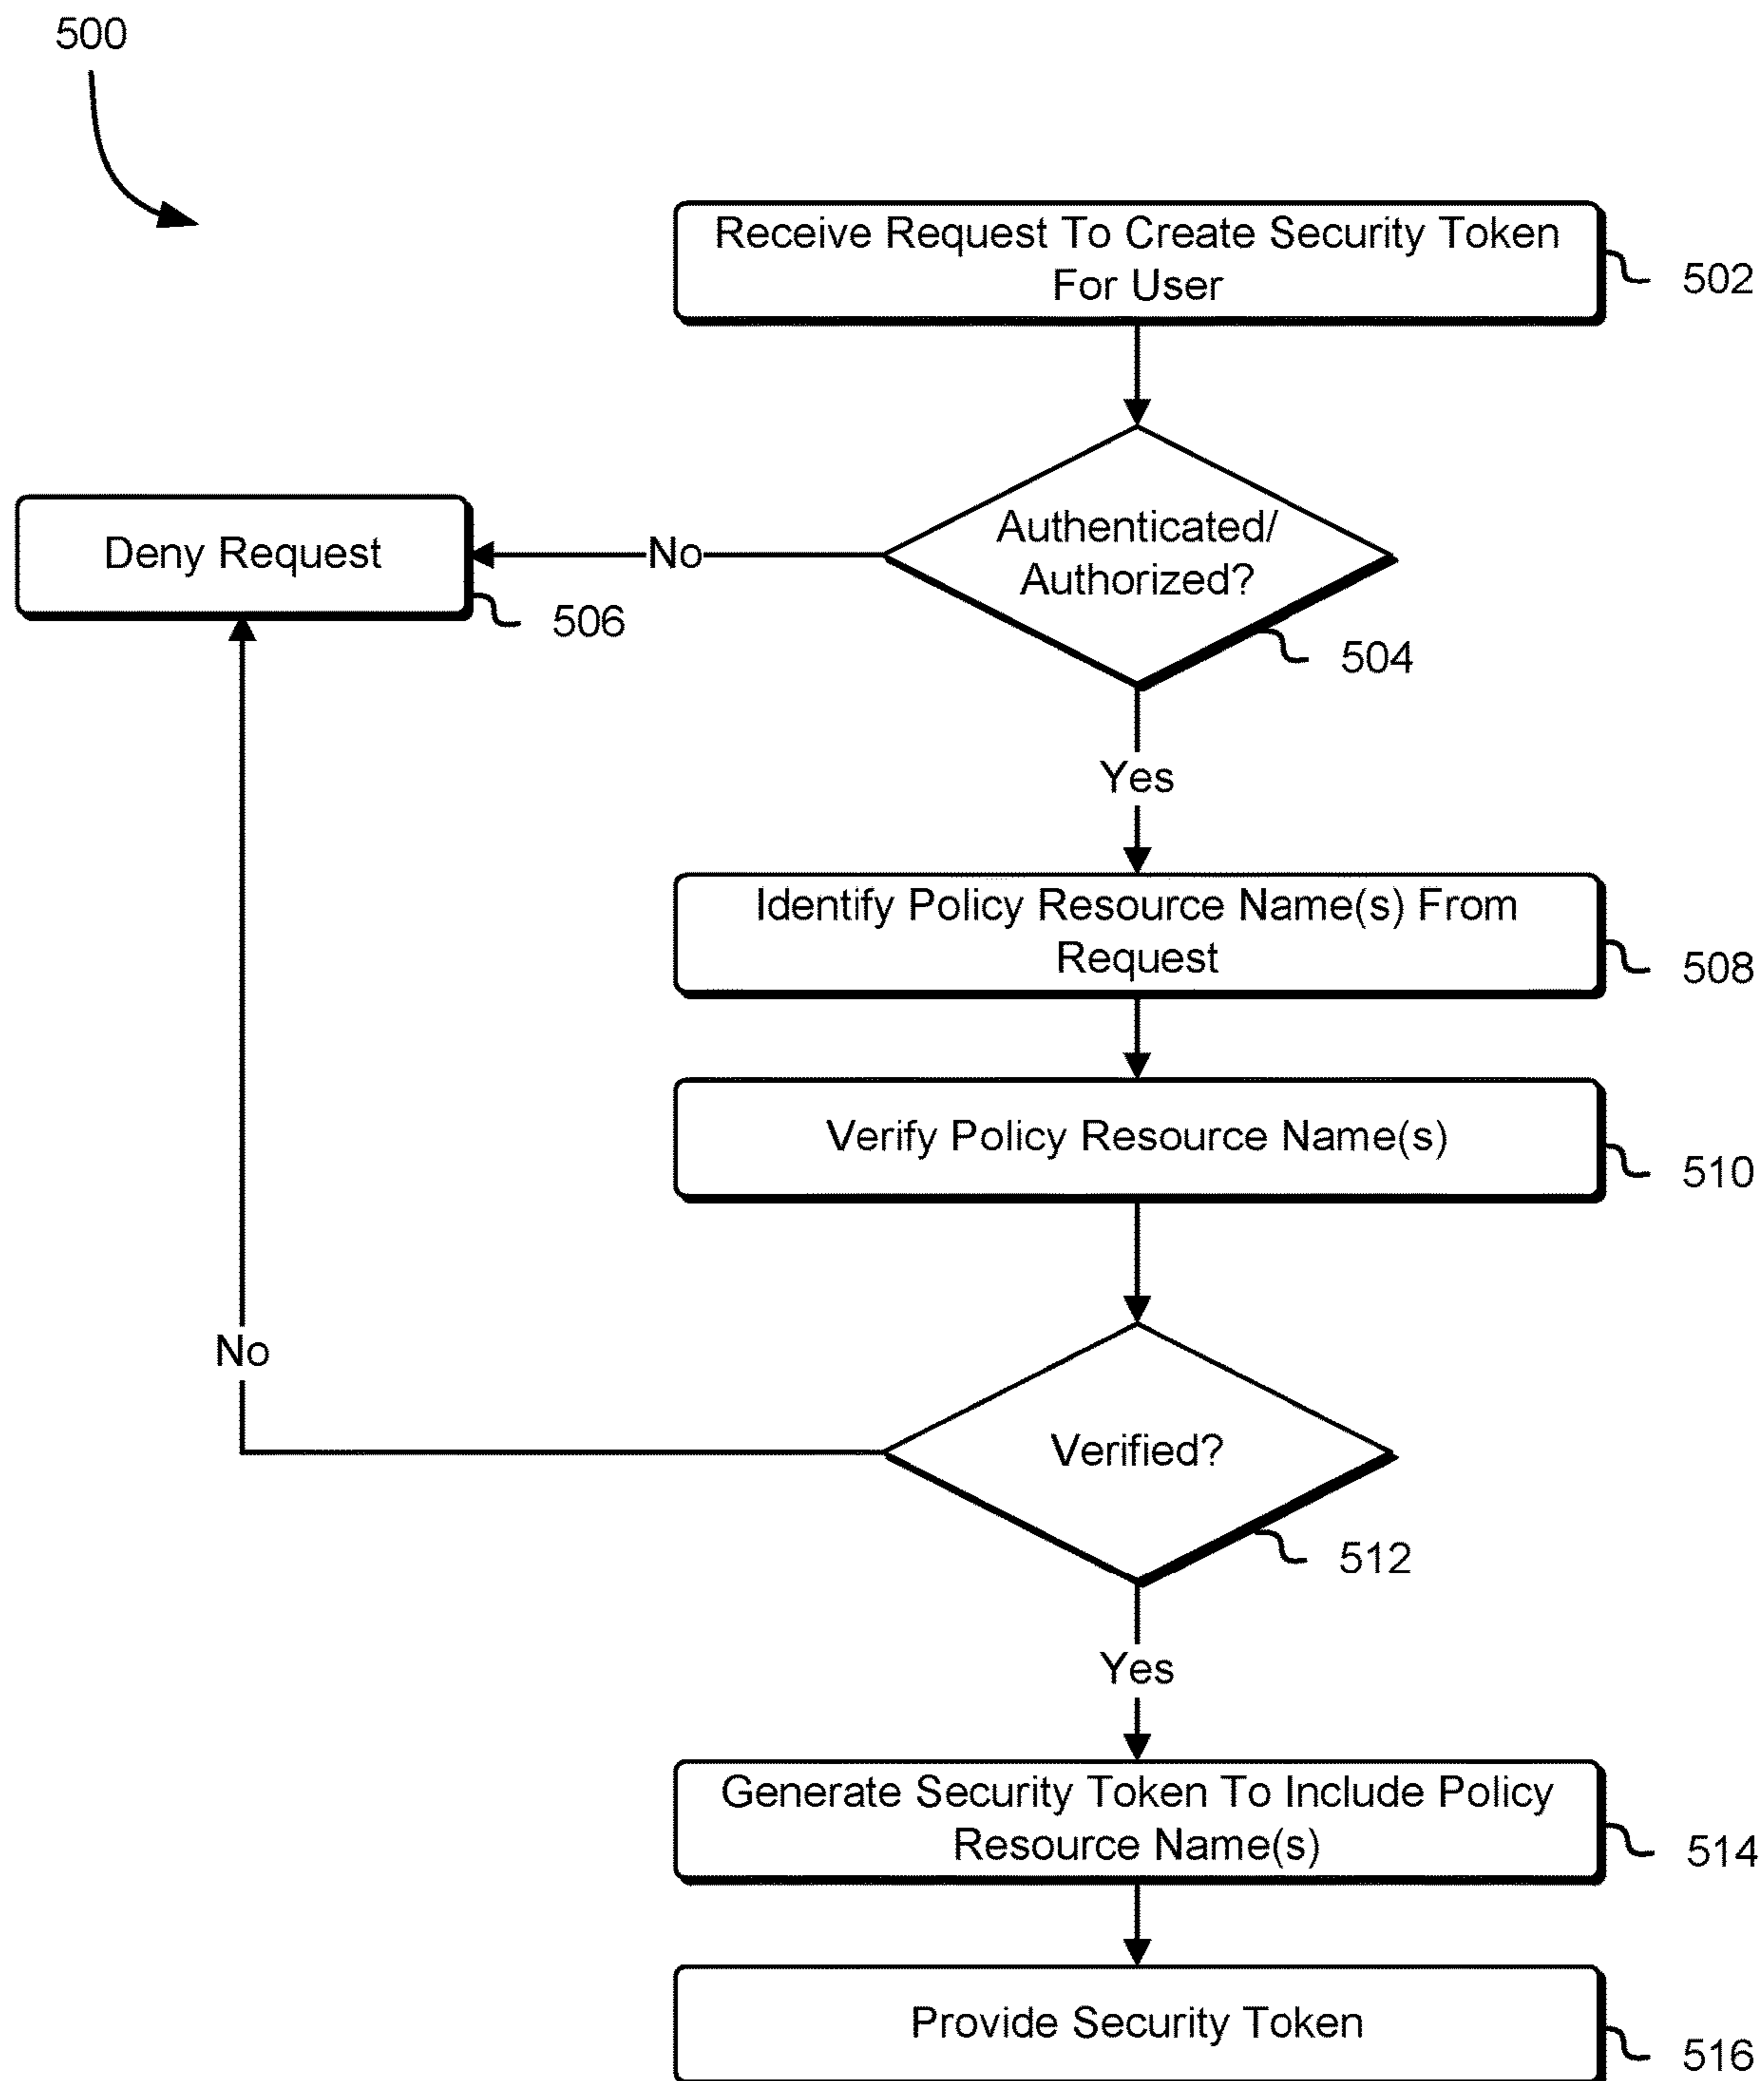 500
Receive Request To Create Security Token
For User
502
Authenticated/
Authorized?
504
No
Deny Request
506
Yes
Identify Policy Resource Name(s) From
Request
508
Verify Policy Resource Name(s)
510
Verified?
512
No
Yes
Generate Security Token To Include Policy
Resource Name(s)
514
Provide Security Token
516